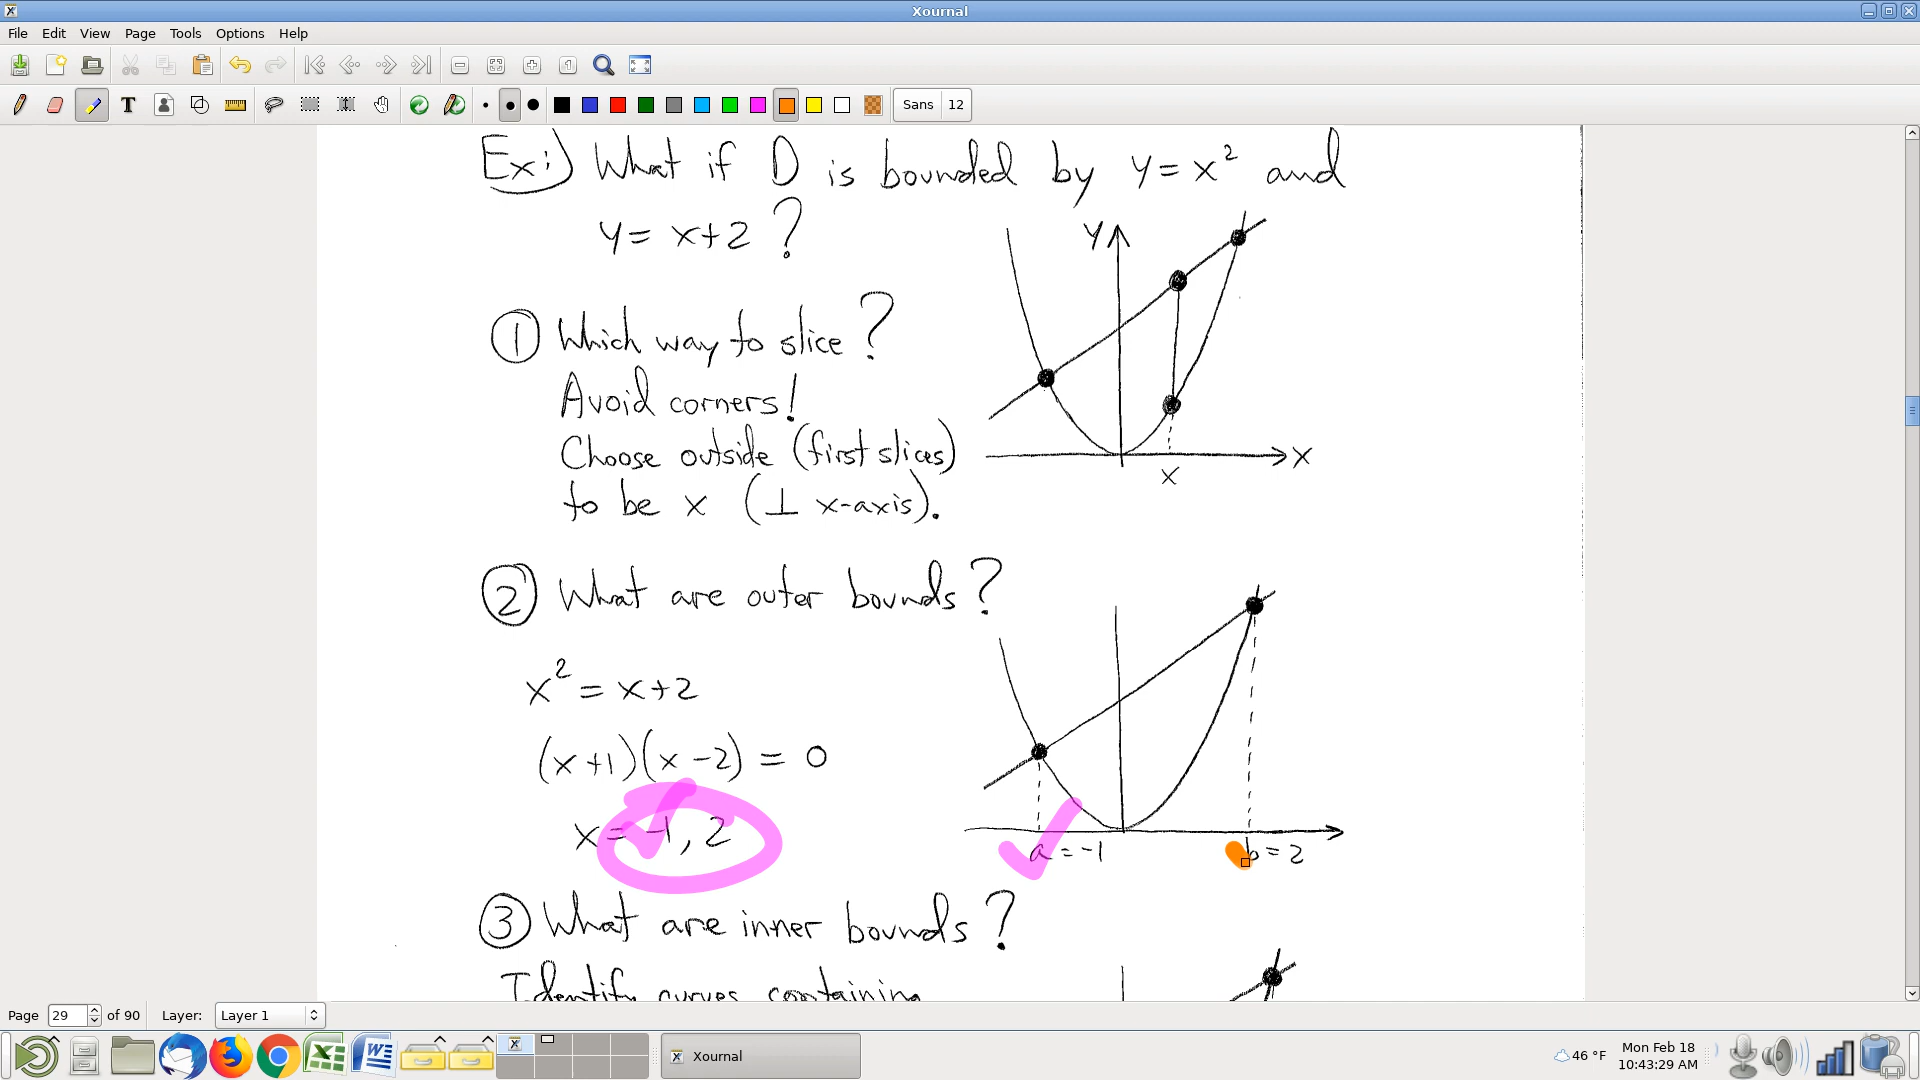 Xournal
File Edit View Page Tools Options Help
Sans 12
Ex:) What if D is bounded by y = x² and
y = x+2 ?
y
① Which way to slice ?
Avoid corners!
Choose outside (first slices)
x
to be x (⊥ x-axis).
x
② What are outer bounds ?
x² = x+2
(x+1)(x-2) = 0
x = -1, 2
a = -1
b = 2
③ What are inner bounds ?
Identify curves containing
Page 29 of 90 Layer: Layer 1
Xournal
46 °F
Mon Feb 18
10:43:29 AM